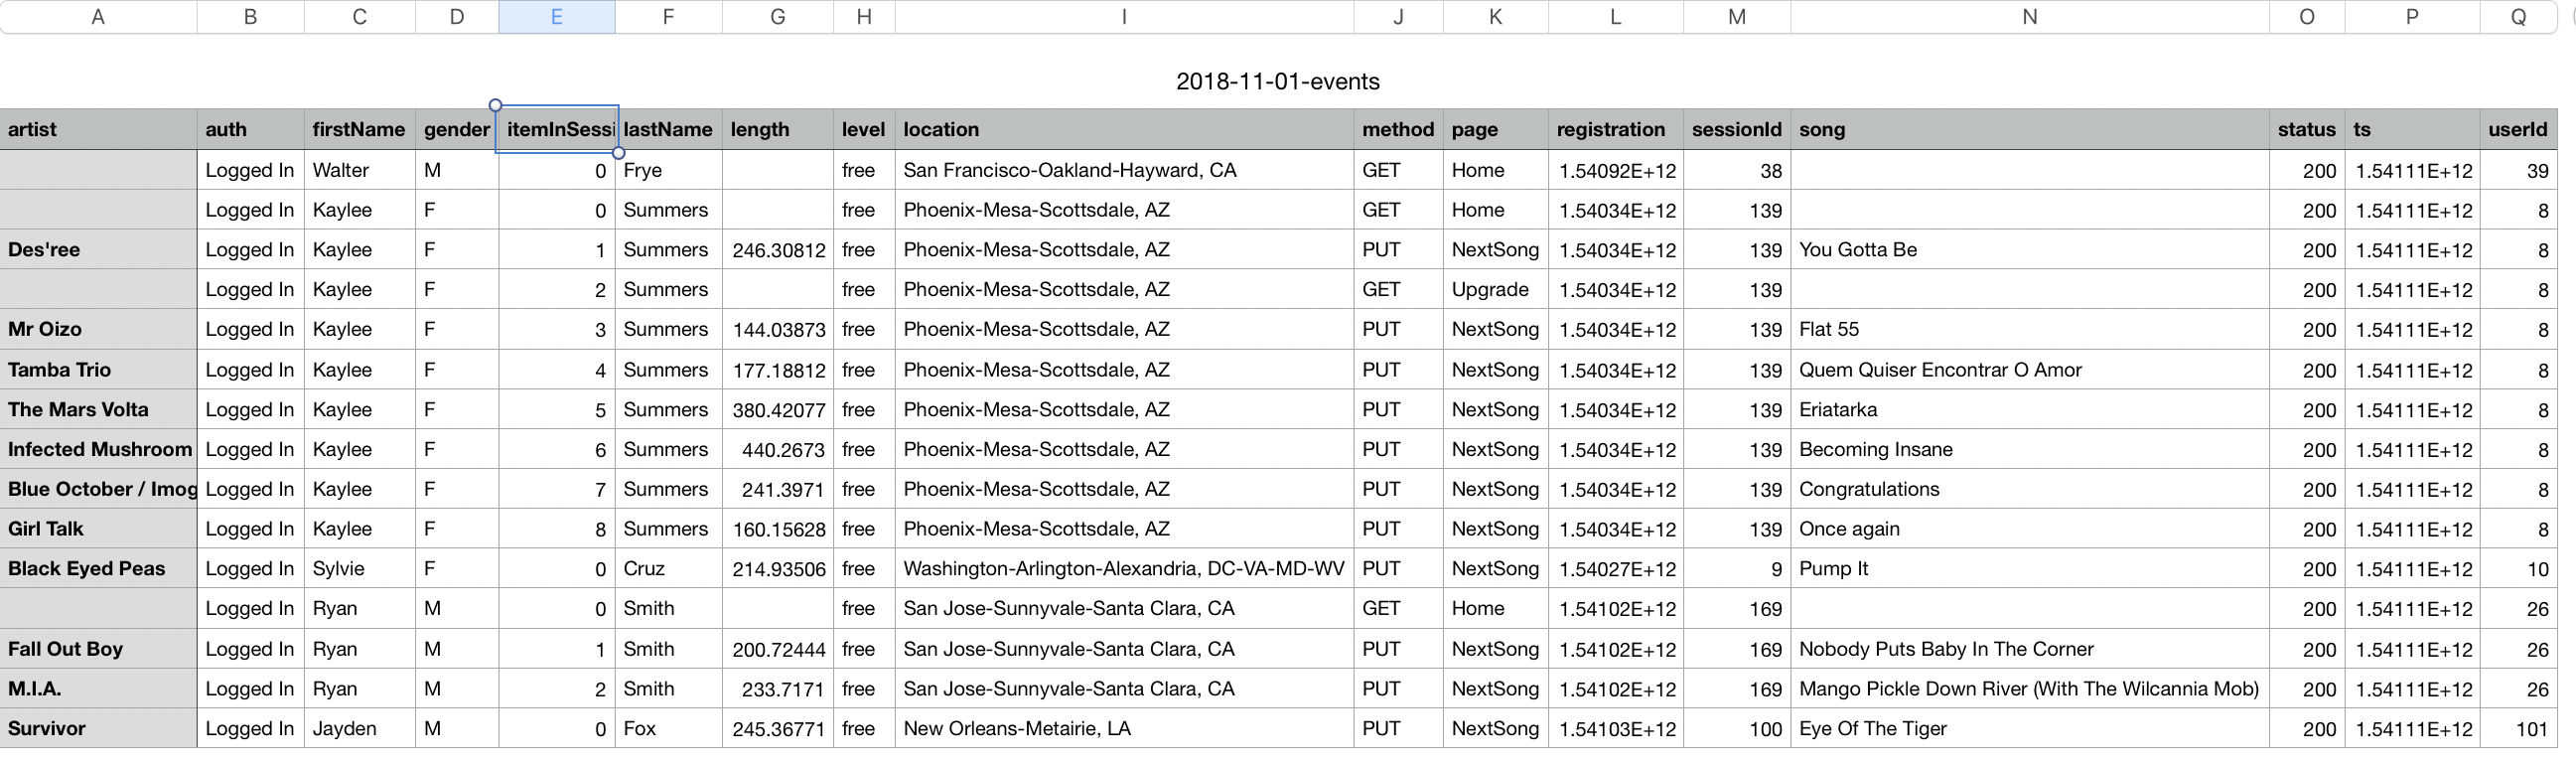 A B C D E F G H I J K L M N O P Q
2018-11-01-events
artist auth firstName gender itemInSessi lastName length level location method page registration sessionId song status ts userId
Logged In Walter M 0 Frye free San Francisco-Oakland-Hayward, CA GET Home 1.54092E+12 38 200 1.54111E+12 39
Logged In Kaylee F 0 Summers free Phoenix-Mesa-Scottsdale, AZ GET Home 1.54034E+12 139 200 1.54111E+12 8
Des'ree Logged In Kaylee F 1 Summers 246.30812 free Phoenix-Mesa-Scottsdale, AZ PUT NextSong 1.54034E+12 139 You Gotta Be 200 1.54111E+12 8
Logged In Kaylee F 2 Summers free Phoenix-Mesa-Scottsdale, AZ GET Upgrade 1.54034E+12 139 200 1.54111E+12 8
Mr Oizo Logged In Kaylee F 3 Summers 144.03873 free Phoenix-Mesa-Scottsdale, AZ PUT NextSong 1.54034E+12 139 Flat 55 200 1.54111E+12 8
Tamba Trio Logged In Kaylee F 4 Summers 177.18812 free Phoenix-Mesa-Scottsdale, AZ PUT NextSong 1.54034E+12 139 Quem Quiser Encontrar O Amor 200 1.54111E+12 8
The Mars Volta Logged In Kaylee F 5 Summers 380.42077 free Phoenix-Mesa-Scottsdale, AZ PUT NextSong 1.54034E+12 139 Eriatarka 200 1.54111E+12 8
Infected Mushroom Logged In Kaylee F 6 Summers 440.2673 free Phoenix-Mesa-Scottsdale, AZ PUT NextSong 1.54034E+12 139 Becoming Insane 200 1.54111E+12 8
Blue October / Imog Logged In Kaylee F 7 Summers 241.3971 free Phoenix-Mesa-Scottsdale, AZ PUT NextSong 1.54034E+12 139 Congratulations 200 1.54111E+12 8
Girl Talk Logged In Kaylee F 8 Summers 160.15628 free Phoenix-Mesa-Scottsdale, AZ PUT NextSong 1.54034E+12 139 Once again 200 1.54111E+12 8
Black Eyed Peas Logged In Sylvie F 0 Cruz 214.93506 free Washington-Arlington-Alexandria, DC-VA-MD-WV PUT NextSong 1.54027E+12 9 Pump It 200 1.54111E+12 10
Logged In Ryan M 0 Smith free San Jose-Sunnyvale-Santa Clara, CA GET Home 1.54102E+12 169 200 1.54111E+12 26
Fall Out Boy Logged In Ryan M 1 Smith 200.72444 free San Jose-Sunnyvale-Santa Clara, CA PUT NextSong 1.54102E+12 169 Nobody Puts Baby In The Corner 200 1.54111E+12 26
M.I.A. Logged In Ryan M 2 Smith 233.7171 free San Jose-Sunnyvale-Santa Clara, CA PUT NextSong 1.54102E+12 169 Mango Pickle Down River (With The Wilcannia Mob) 200 1.54111E+12 26
Survivor Logged In Jayden M 0 Fox 245.36771 free New Orleans-Metairie, LA PUT NextSong 1.54103E+12 100 Eye Of The Tiger 200 1.54111E+12 101